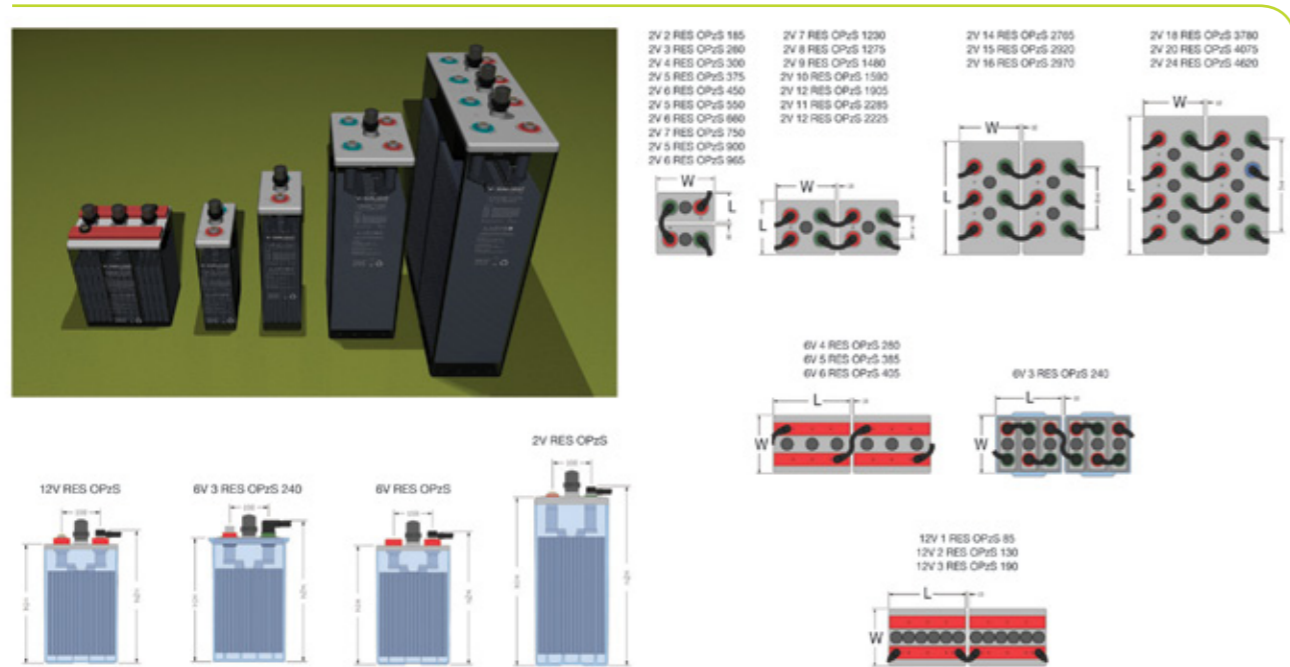 2V 2 RES OPzS 185
2V 3 RES OPzS 260
2V 4 RES OPzS 300
2V 5 RES OPzS 375
2V 6 RES OPzS 450
2V 5 RES OPzS 550
2V 6 RES OPzS 660
2V 7 RES OPzS 750
2V 5 RES OPzS 900
2V 6 RES OPzS 965
2V 7 RES OPzS 1230
2V 8 RES OPzS 1275
2V 9 RES OPzS 1480
2V 10 RES OPzS 1590
2V 12 RES OPzS 1905
2V 11 RES OPzS 2285
2V 12 RES OPzS 2225
2V 14 RES OPzS 2765
2V 15 RES OPzS 2920
2V 16 RES OPzS 2970
2V 18 RES OPzS 3780
2V 20 RES OPzS 4075
2V 24 RES OPzS 4620
W
L
W
L
W
L
W
L
6V 4 RES OPzS 280
6V 5 RES OPzS 385
6V 6 RES OPzS 405
L
W
6V 3 RES OPzS 240
L
W
12V RES OPzS
6V 3 RES OPzS 240
6V RES OPzS
2V RES OPzS
12V 1 RES OPzS 85
12V 2 RES OPzS 130
12V 3 RES OPzS 190
L
W